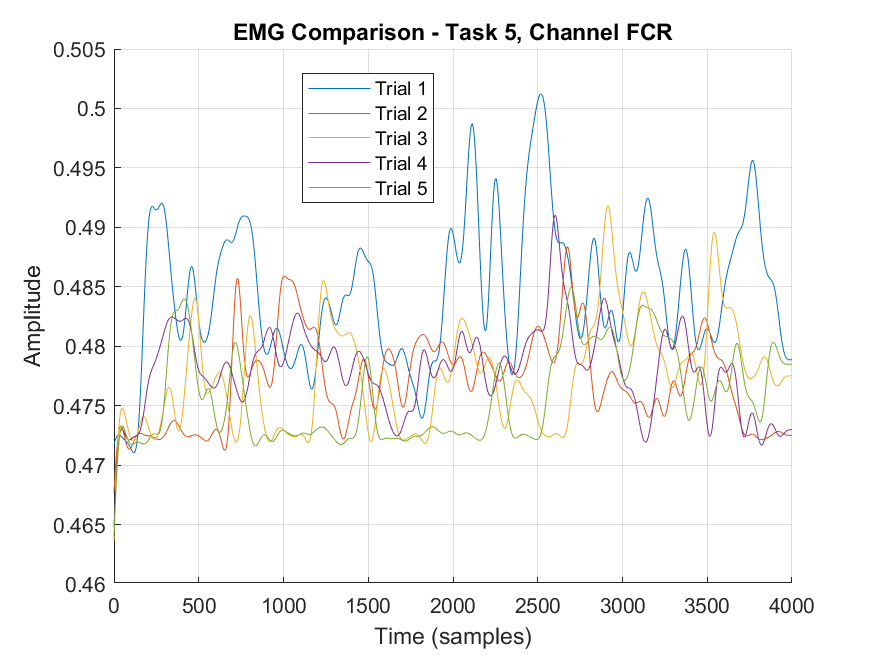 EMG Comparison - Task 5, Channel FCR
0.505
0.5
0.495
0.49
0.485
0.48
0.475
0.47
0.465
0.46
Amplitude
Trial 1
Trial 2
Trial 3
Trial 4
Trial 5
0 500 1000 1500 2000 2500 3000 3500 4000
Time (samples)